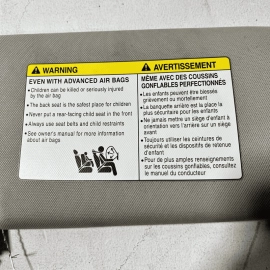 WARNING
EVEN WITH ADVANCED AIR BAGS
• Children can be killed or seriously injured
by the air bag
• The back seat is the safest place for children
• Never put a rear-facing child seat in the front
• Always use seat belts and child restraints
• See owner's manual for more information
about air bags
AVERTISSEMENT
MÊME AVEC DES COUSSINS
GONFLABLES PERFECTIONNÉS
• Les enfants peuvent être blessés
grièvement ou mortellement
• La banquette arrière est la place la
plus sécuritaire pour les enfants
• Ne jamais mettre un siège d'enfant à
orientation vers l'arrière sur un siège
avant
• Toujours utiliser les ceintures de
sécurité et les dispositifs de retenue
d'enfant
• Pour de plus amples renseignements
sur les coussins gonflables, consultez
le manuel du conducteur